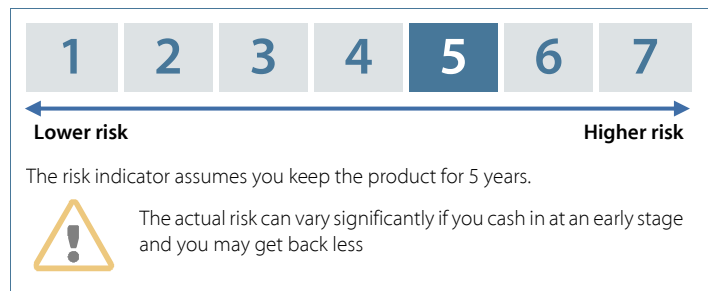 1 2 3 4 5 6 7
Lower risk Higher risk
The risk indicator assumes you keep the product for 5 years.
The actual risk can vary significantly if you cash in at an early stage
and you may get back less